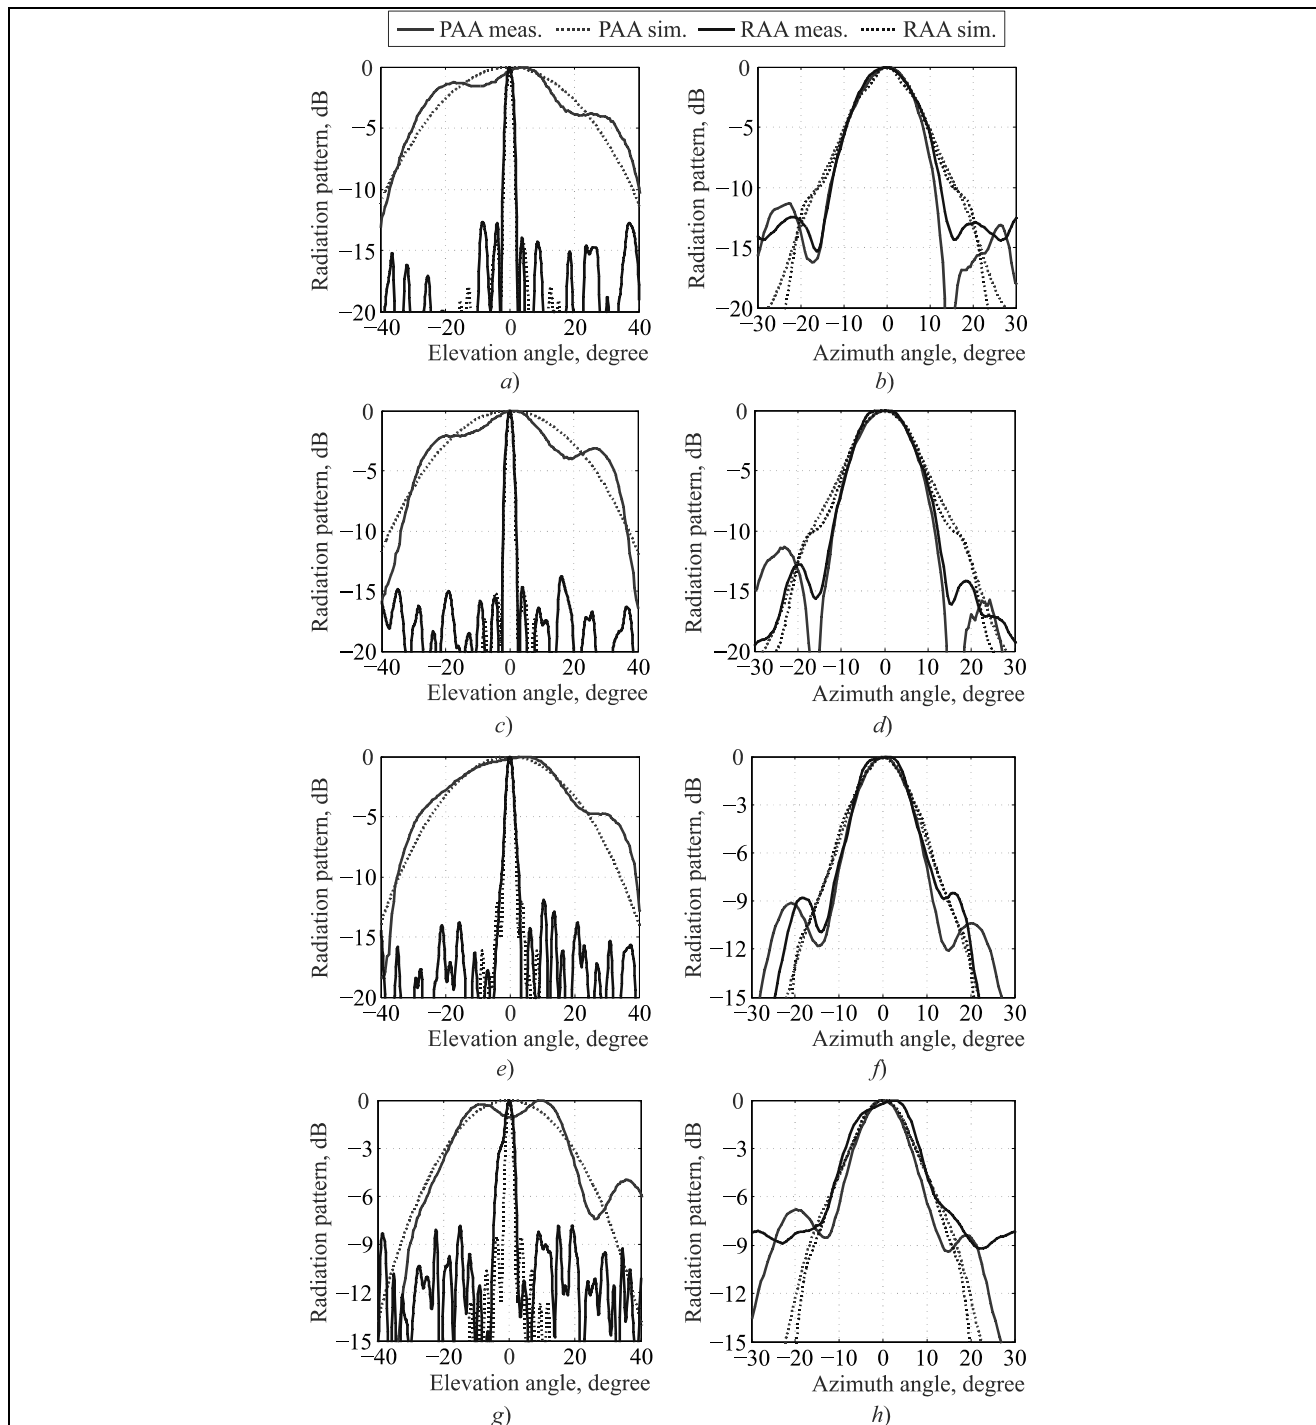 PAA meas. PAA sim. RAA meas. RAA sim.
Radiation pattern, dB
0
−5
−10
−15
−20
−40 −20 0 20 40
Elevation angle, degree
a)
Radiation pattern, dB
0
−5
−10
−15
−20
−30 −20 −10 0 10 20 30
Azimuth angle, degree
b)
Radiation pattern, dB
0
−5
−10
−15
−20
−40 −20 0 20 40
Elevation angle, degree
c)
Radiation pattern, dB
0
−5
−10
−15
−20
−30 −20 −10 0 10 20 30
Azimuth angle, degree
d)
Radiation pattern, dB
0
−5
−10
−15
−20
−40 −20 0 20 40
Elevation angle, degree
e)
Radiation pattern, dB
0
−3
−6
−9
−12
−15
−30 −20 −10 0 10 20 30
Azimuth angle, degree
f)
Radiation pattern, dB
0
−3
−6
−9
−12
−15
−40 −20 0 20 40
Elevation angle, degree
g)
Radiation pattern, dB
0
−3
−6
−9
−12
−15
−30 −20 −10 0 10 20 30
Azimuth angle, degree
h)